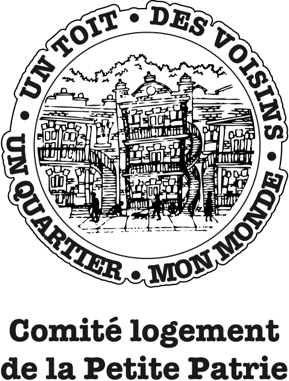 UN TOIT • DES VOISINS • UN QUARTIER • MON MONDE •
Comité logement
de la Petite Patrie